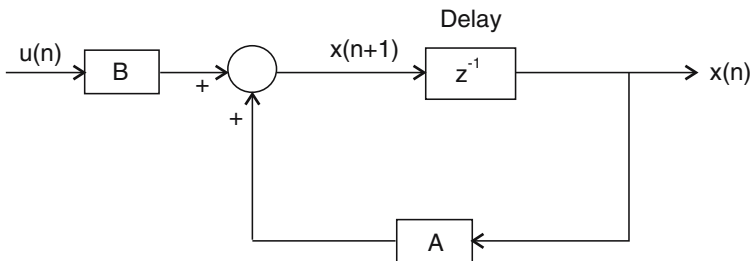 Delay
u(n)
B
+
x(n+1)
z⁻¹
x(n)
+
A